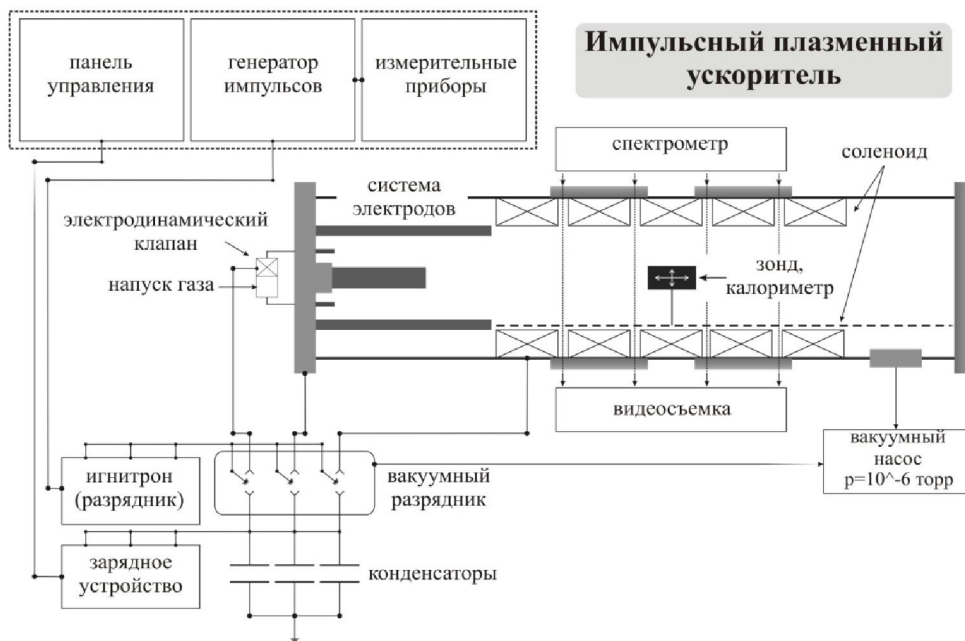 Импульсный плазменный
ускоритель
панель
управления
генератор
импульсов
измерительные
приборы
спектрометр
соленоид
система
электродов
электродинамический
клапан
напуск газа
зонд,
калориметр
видеосъемка
вакуумный
насос
p=10^-6 торр
игнитрон
(разрядник)
вакуумный
разрядник
зарядное
устройство
конденсаторы